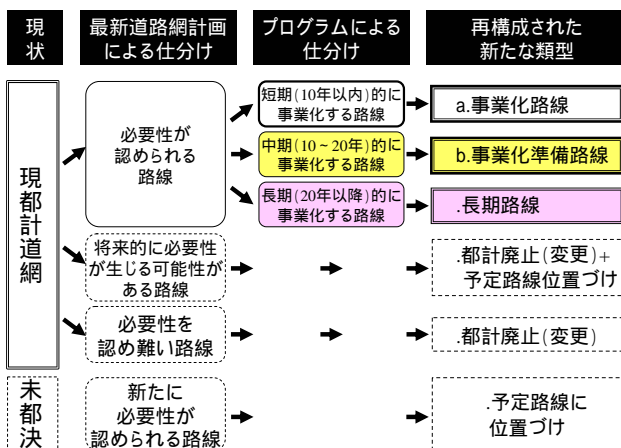 現
状
最新道路網計画
による仕分け
プログラムによる
仕分け
再構成された
新たな類型
現都計道網
必要性が
認められる
路線
短期(10年以内)的に
事業化する路線
a.事業化路線
中期(10~20年)的に
事業化する路線
b.事業化準備路線
長期(20年以降)的に
事業化する路線
.長期路線
将来的に必要性
が生じる可能性が
ある路線
.都計廃止(変更)+
予定路線位置づけ
必要性を
認め難い路線
.都計廃止(変更)
未都決
新たに
必要性が
認められる路線
.予定路線に
位置づけ